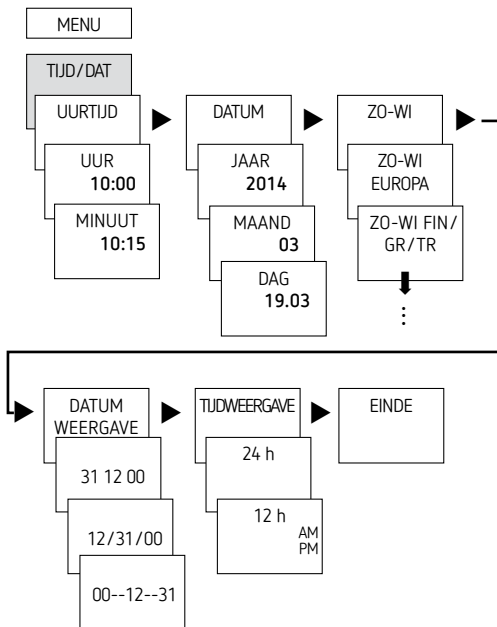 MENU
TIJD/DAT
UURTIJD
UUR
10:00
MINUUT
10:15
DATUM
JAAR
2014
MAAND
03
DAG
19.03
ZO-WI
ZO-WI
EUROPA
ZO-WI FIN/
GR/TR
DATUM
WEERGAVE
31 12 00
12/31/00
00--12--31
TIJDWEERGAVE
24 h
12 h
AM
PM
EINDE